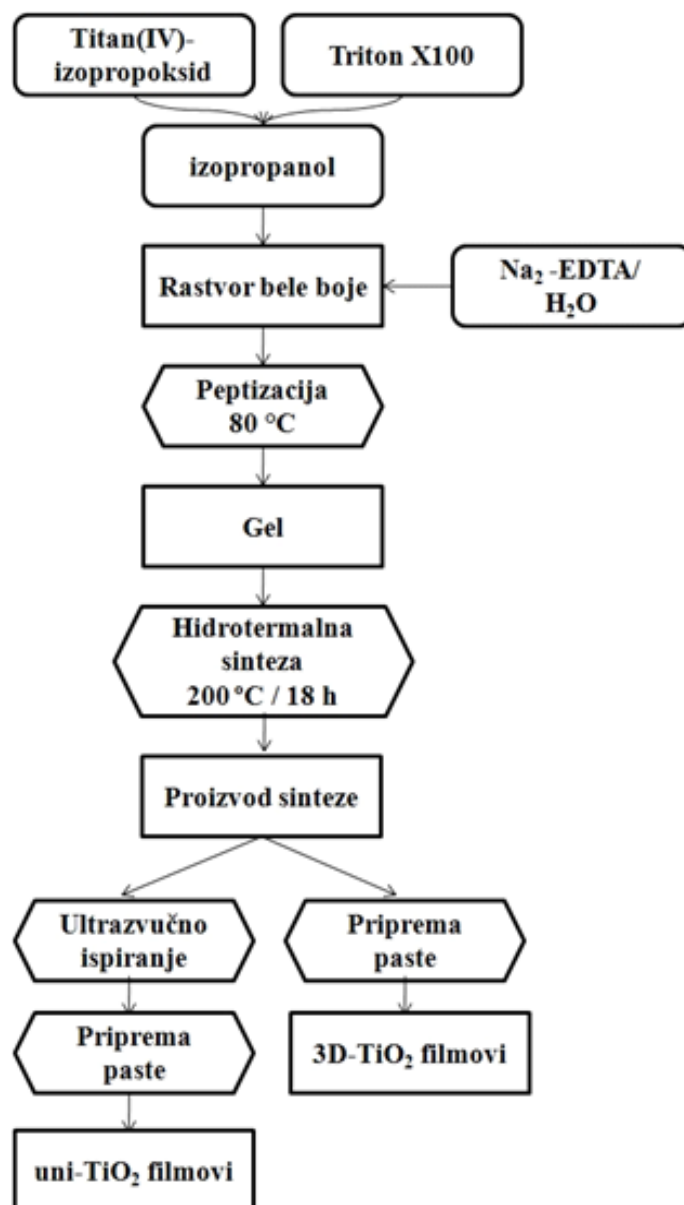 Titan(IV)-
izopropoksid
Triton X100
izopropanol
Rastvor bele boje
Na₂ -EDTA/
H₂O
Peptizacija
80 °C
Gel
Hidrotermalna
sinteza
200 °C / 18 h
Proizvod sinteze
Ultrazvučno
ispiranje
Priprema
paste
Priprema
paste
3D-TiO₂ filmovi
uni-TiO₂ filmovi